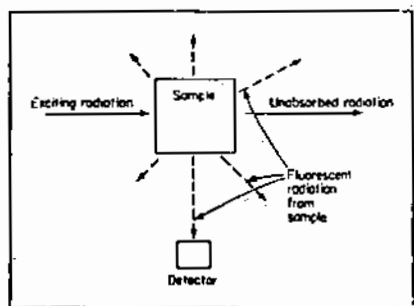 Exciting radiation
Sample
Unabsorbed radiation
Fluorescent
radiation
from
sample
Detector